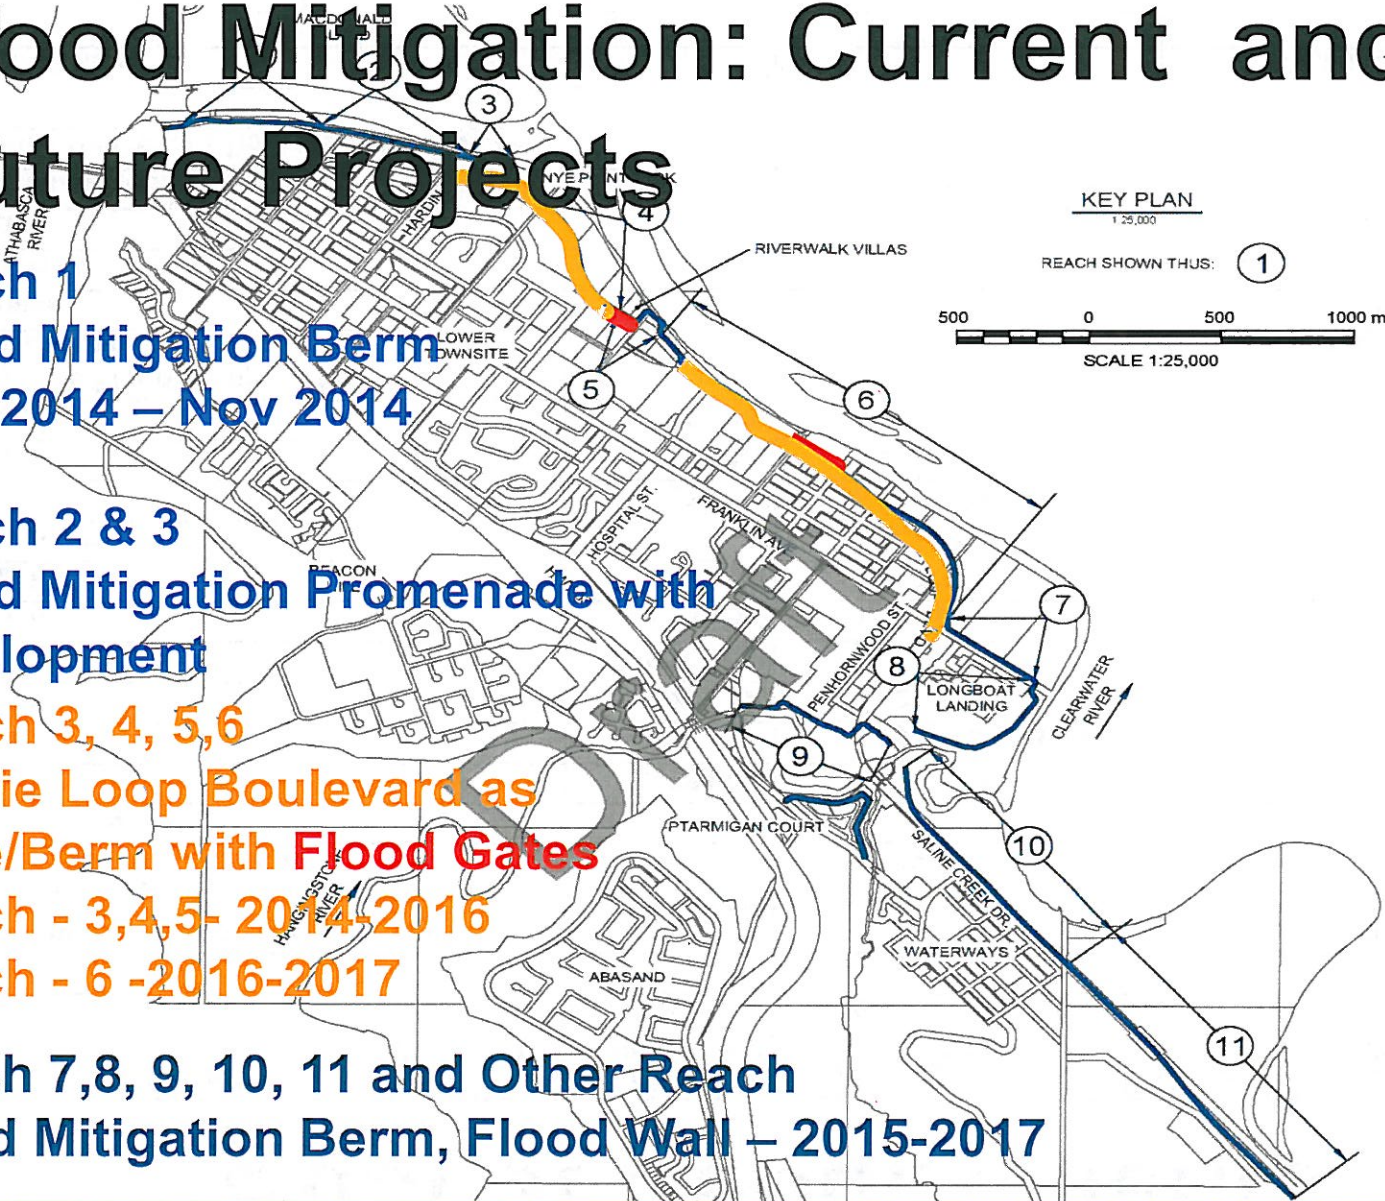 ood Mitigation: Current and
uture Projects
MACDONALD
3
4
HARDIN
ATHABASCA
RIVER
KEY PLAN
1:25,000
REACH SHOWN THUS: 1
500 0 500 1000 m
SCALE 1:25,000
RIVERWALK VILLAS
ch 1
d Mitigation Berm
2014 – Nov 2014
LOWER
TOWNSITE
5
6
ch 2 & 3
d Mitigation Promenade with
lopment
HOSPITAL ST.
FRANKLIN AV
BEACON
Draft
7
8
PENHORNWOOD ST.
LONGBOAT
LANDING
CLEARWATER
RIVER
ch 3, 4, 5,6
ie Loop Boulevard as
e/Berm with Flood Gates
ch - 3,4,5- 2014-2016
ch - 6 -2016-2017
9
PTARMIGAN COURT
10
SALINE CREEK DR.
HANGINGSTONE
RIVER
WATERWAYS
ABASAND
11
h 7,8, 9, 10, 11 and Other Reach
d Mitigation Berm, Flood Wall – 2015-2017